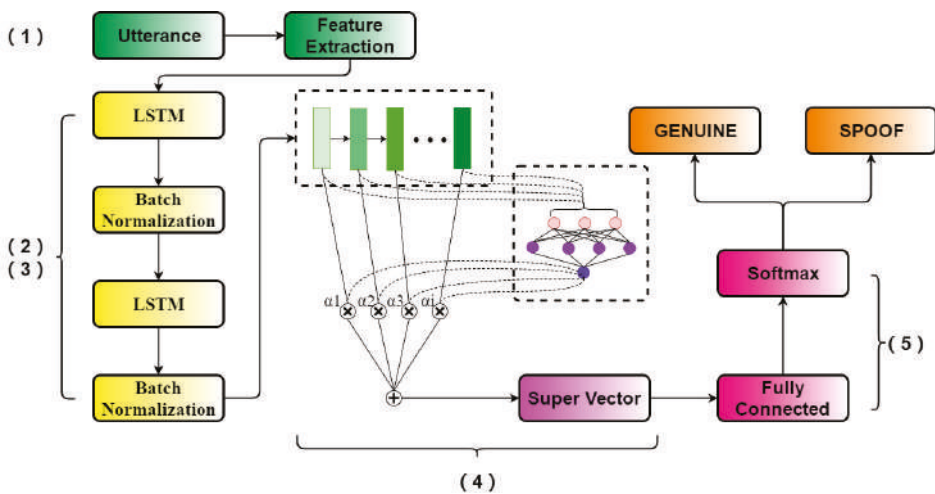 ( 1 )
Utterance
Feature
Extraction
LSTM
Batch
Normalization
( 2 )
( 3 )
LSTM
Batch
Normalization
α1
α2
α3
αi
Super Vector
( 4 )
GENUINE
SPOOF
Softmax
Fully
Connected
( 5 )